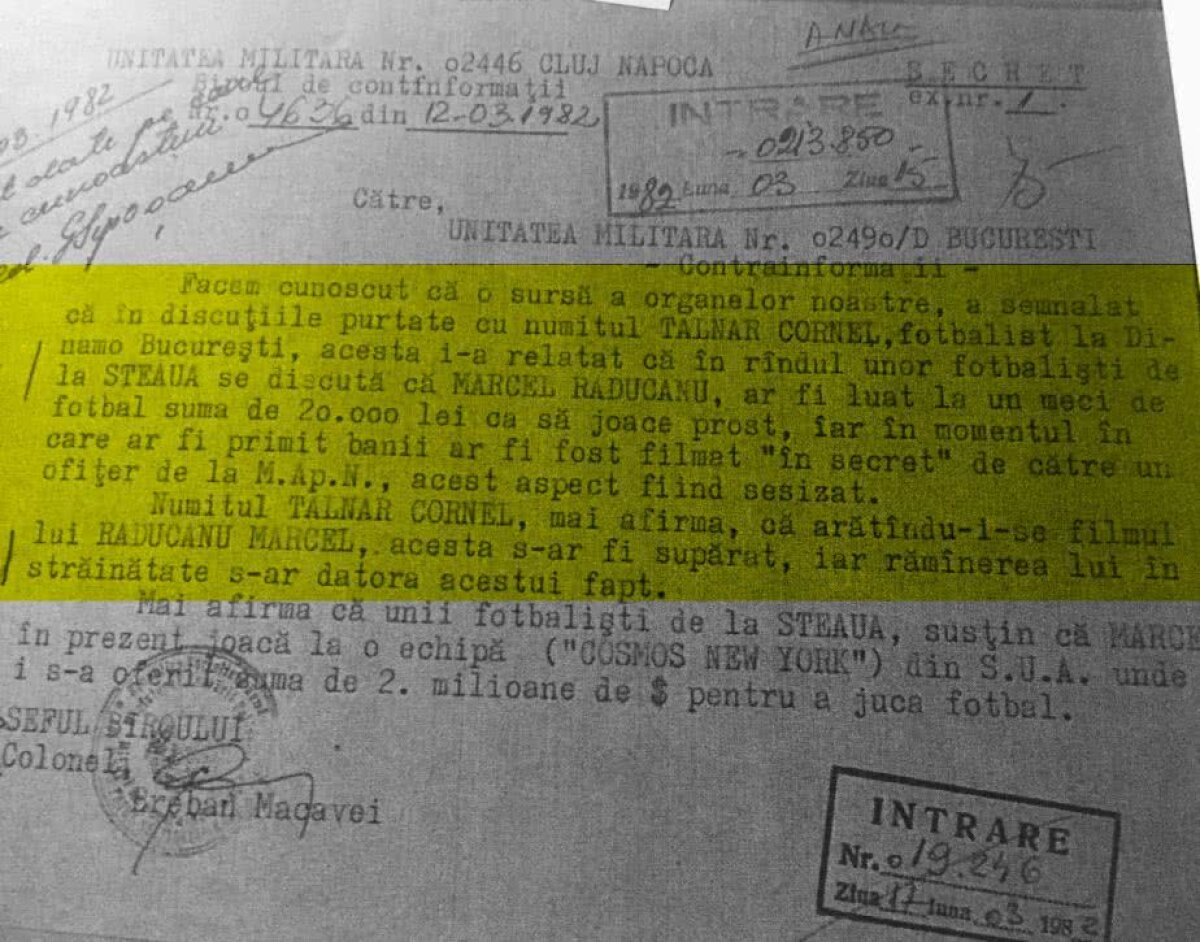 UNITATEA MILITARA Nr. o2446 CLUJ NAPOCA
Biroul de contfnformaţii
Nr.o 4636 din 12-03.1982
SECRET
ex.nr. 1.
INTRARE
0213.850
1982 Luna 03 Ziua 15
03. 1982
Către,
UNITATEA MILITARA Nr. o249o/D BUCURESTI
- Contrainforma ii -
Facem cunoscut că o sursă a organelor noastre, a semnalat
că în discuţiile purtate cu numitul TALNAR CORNEL,fotbalist la Di-
namo Bucureşti, acesta i-a relatat că în rîndul unor fotbalişti de
la STEAUA se discută că MARCEL RADUCANU, ar fi luat la un meci de
fotbal suma de 2o.ooo lei ca să joace prost, iar în momentul în
care ar fi primit banii ar fi fost filmat "în secret" de către un
ofiţer de la M.Ap.N., acest aspect fiind sesizat.
Numitul TALNAR CORNEL, mai afirma, că arătîndu-i-se filmul
lui RADUCANU MARCEL, acesta s-ar fi supărat, iar rămînerea lui în
străinătate s-ar datora acestui fapt.
Mai afirma că unii fotbalişti de la STEAUA, susţin că MARCE
în prezent joacă la o echipă ("COSMOS NEW YORK") din S.U.A. unde
i s-a oferit suma de 2. milioane de $ pentru a juca fotbal.
SEFUL BIROULUI
Colonel,
Şerban Macavei
INTRARE
Nr. o 19.246
Ziua 17 luna 03 1982